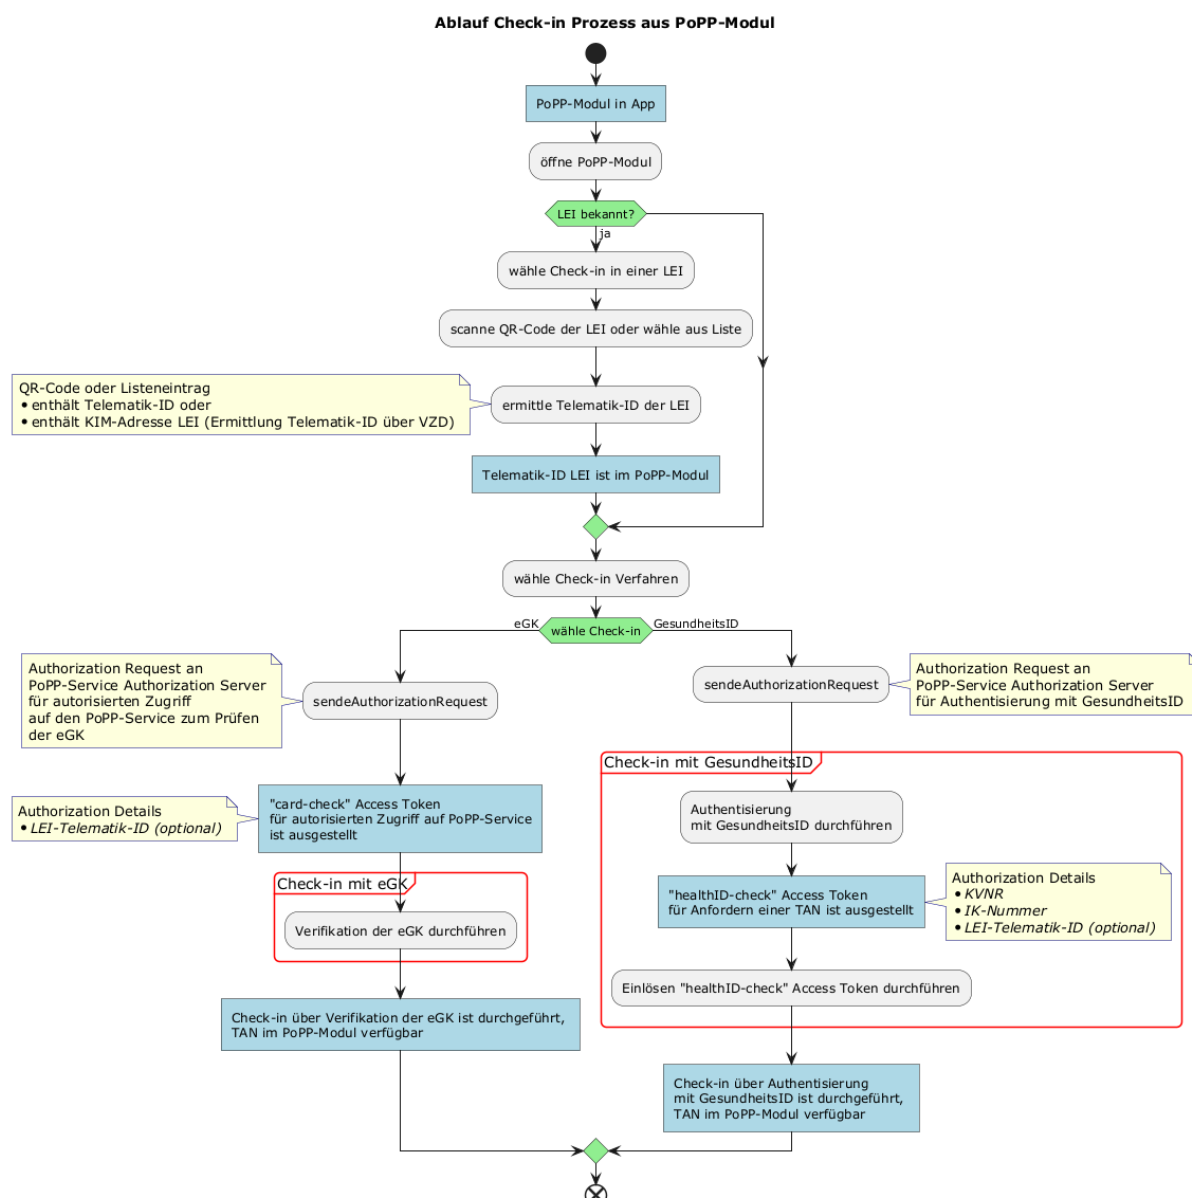 Ablauf Check-in Prozess aus PoPP-Modul
PoPP-Modul in App
öffne PoPP-Modul
LEI bekannt?
ja
wähle Check-in in einer LEI
scanne QR-Code der LEI oder wähle aus Liste
QR-Code oder Listeneintrag
• enthält Telematik-ID oder
• enthält KIM-Adresse LEI (Ermittlung Telematik-ID über VZD)
ermittle Telematik-ID der LEI
Telematik-ID LEI ist im PoPP-Modul
wähle Check-in Verfahren
eGK
wähle Check-in
GesundheitsID
Authorization Request an
PoPP-Service Authorization Server
für autorisierten Zugriff
auf den PoPP-Service zum Prüfen
der eGK
sendeAuthorizationRequest
Authorization Details
• LEI-Telematik-ID (optional)
"card-check" Access Token
für autorisierten Zugriff auf PoPP-Service
ist ausgestellt
Check-in mit eGK
Verifikation der eGK durchführen
Check-in über Verifikation der eGK ist durchgeführt,
TAN im PoPP-Modul verfügbar
sendeAuthorizationRequest
Authorization Request an
PoPP-Service Authorization Server
für Authentisierung mit GesundheitsID
Check-in mit GesundheitsID
Authentisierung
mit GesundheitsID durchführen
"healthID-check" Access Token
für Anfordern einer TAN ist ausgestellt
Authorization Details
• KVNR
• IK-Nummer
• LEI-Telematik-ID (optional)
Einlösen "healthID-check" Access Token durchführen
Check-in über Authentisierung
mit GesundheitsID ist durchgeführt,
TAN im PoPP-Modul verfügbar